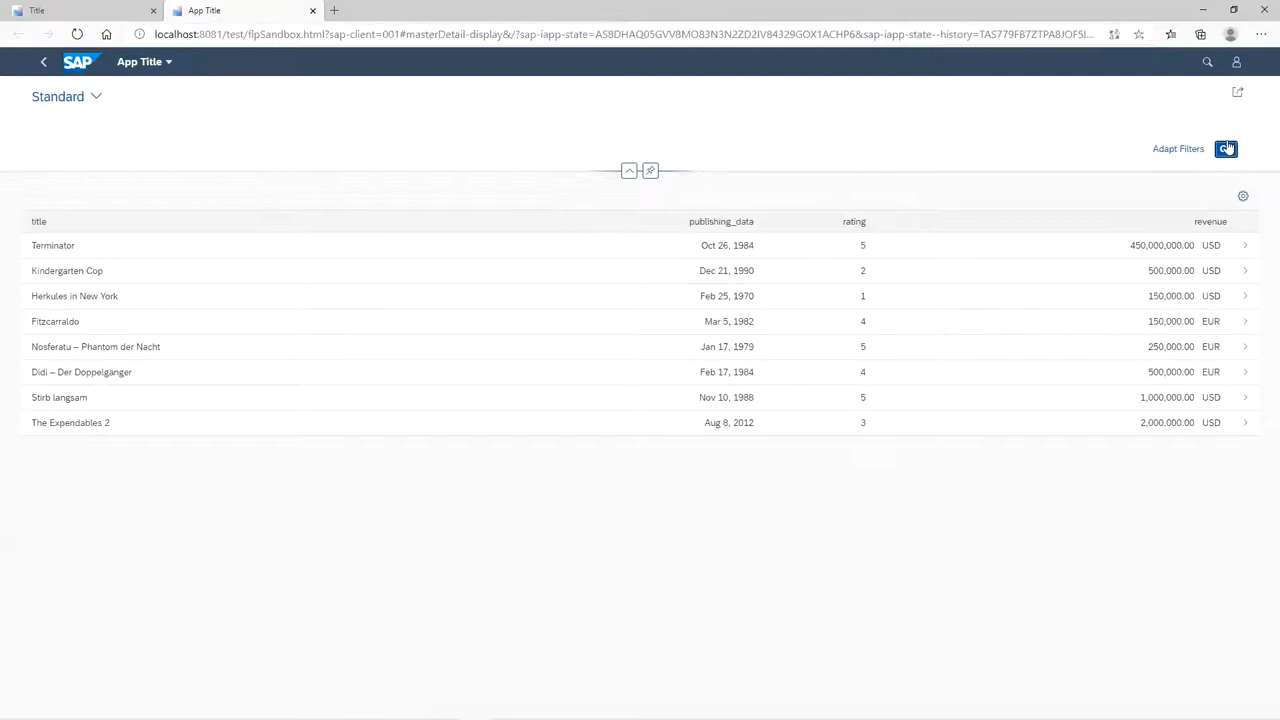 Title
App Title
localhost:8081/test/flpSandbox.html?sap-client=001#masterDetail-display&/?sap-iapp-state=AS8DHAQ05GVV8MO83N3N2ZD2IV84329GOX1ACHP6&sap-iapp-state--history=TAS779FB7ZTPA8JOF5I...
SAP App Title
Standard
Adapt Filters
title publishing_data rating revenue
Terminator Oct 26, 1984 5 450,000,000.00 USD
Kindergarten Cop Dec 21, 1990 2 500,000.00 USD
Herkules in New York Feb 25, 1970 1 150,000.00 USD
Fitzcarraldo Mar 5, 1982 4 150,000.00 EUR
Nosferatu – Phantom der Nacht Jan 17, 1979 5 250,000.00 EUR
Didi – Der Doppelgänger Feb 17, 1984 4 500,000.00 EUR
Stirb langsam Nov 10, 1988 5 1,000,000.00 USD
The Expendables 2 Aug 8, 2012 3 2,000,000.00 USD